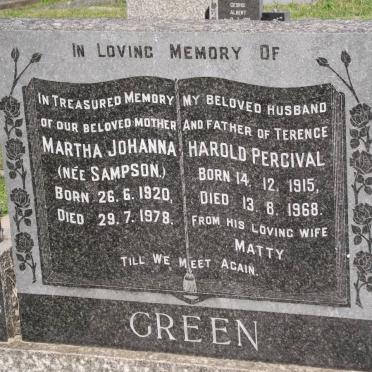 GEORG
ALBERT
IN LOVING MEMORY OF
IN TREASURED MEMORY
OF OUR BELOVED MOTHER
MARTHA JOHANNA
(NÉE SAMPSON.)
BORN 26. 6. 1920,
DIED 29. 7. 1978.
MY BELOVED HUSBAND
AND FATHER OF TERENCE
HAROLD PERCIVAL
BORN 14. 12. 1915,
DIED 13. 8. 1968.
FROM HIS LOVING WIFE
MATTY
TILL WE MEET AGAIN.
GREEN